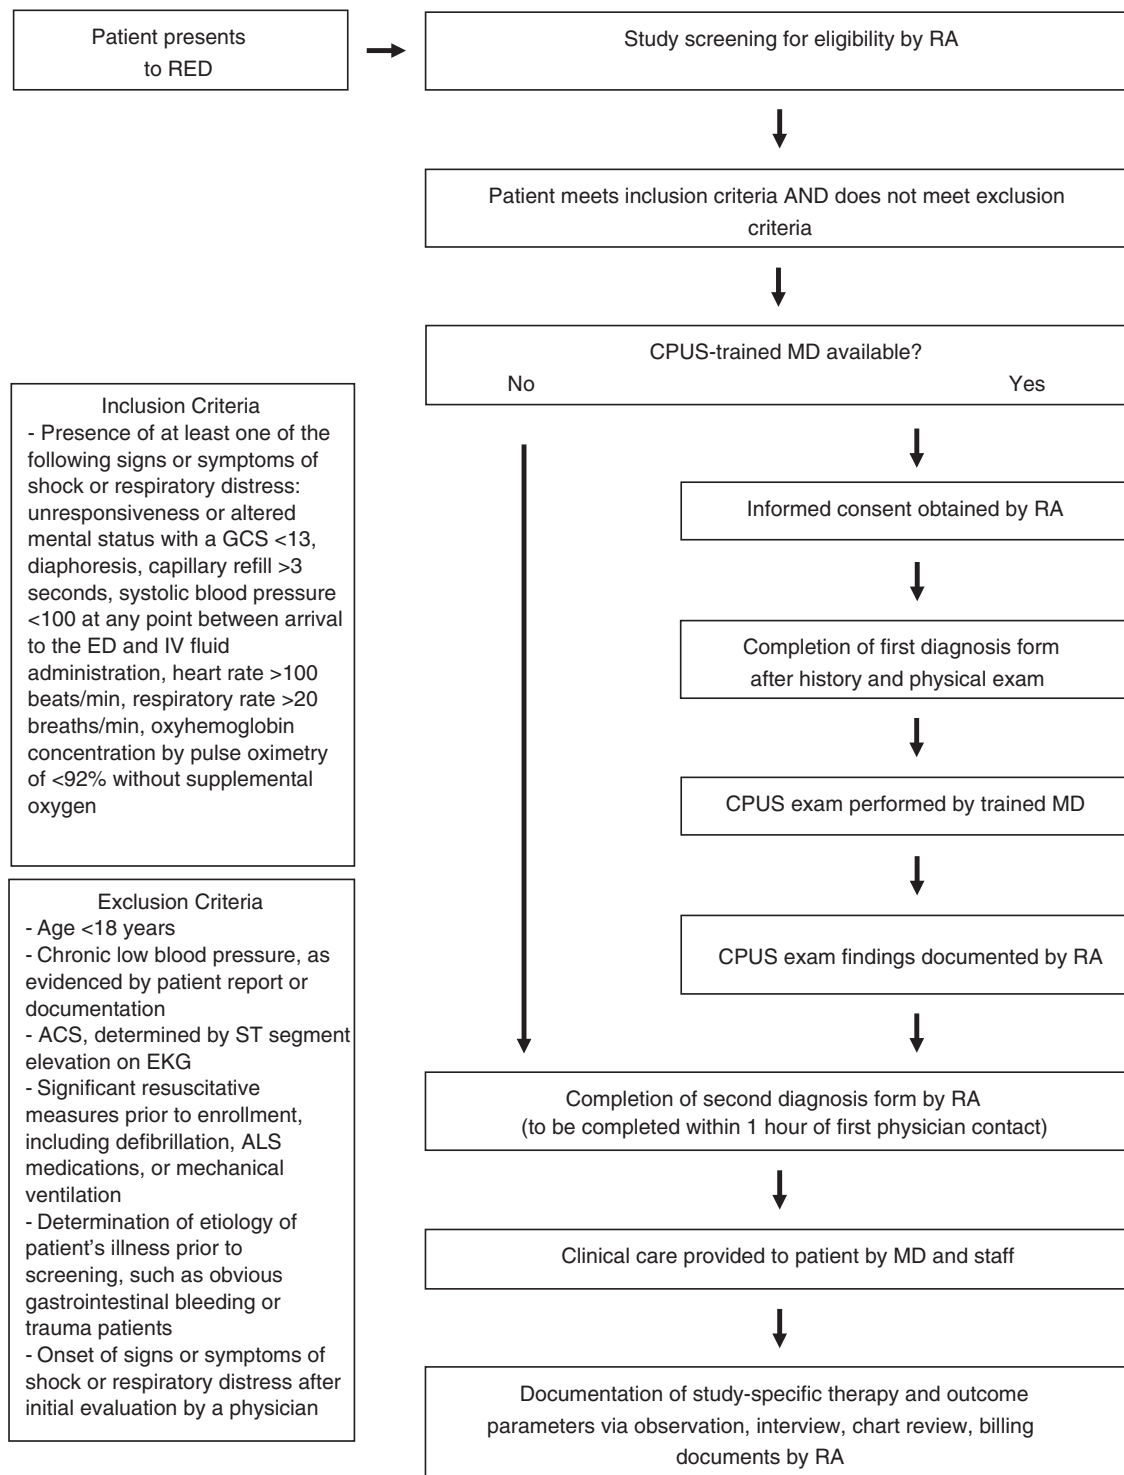 Patient presents
to RED
Study screening for eligibility by RA
Patient meets inclusion criteria AND does not meet exclusion
criteria
CPUS-trained MD available?
No
Yes
Informed consent obtained by RA
Completion of first diagnosis form
after history and physical exam
CPUS exam performed by trained MD
CPUS exam findings documented by RA
Completion of second diagnosis form by RA
(to be completed within 1 hour of first physician contact)
Clinical care provided to patient by MD and staff
Documentation of study-specific therapy and outcome
parameters via observation, interview, chart review, billing
documents by RA
Inclusion Criteria
- Presence of at least one of the
following signs or symptoms of
shock or respiratory distress:
unresponsiveness or altered
mental status with a GCS <13,
diaphoresis, capillary refill >3
seconds, systolic blood pressure
<100 at any point between arrival
to the ED and IV fluid
administration, heart rate >100
beats/min, respiratory rate >20
breaths/min, oxyhemoglobin
concentration by pulse oximetry
of <92% without supplemental
oxygen
Exclusion Criteria
- Age <18 years
- Chronic low blood pressure, as
evidenced by patient report or
documentation
- ACS, determined by ST segment
elevation on EKG
- Significant resuscitative
measures prior to enrollment,
including defibrillation, ALS
medications, or mechanical
ventilation
- Determination of etiology of
patient's illness prior to
screening, such as obvious
gastrointestinal bleeding or
trauma patients
- Onset of signs or symptoms of
shock or respiratory distress after
initial evaluation by a physician